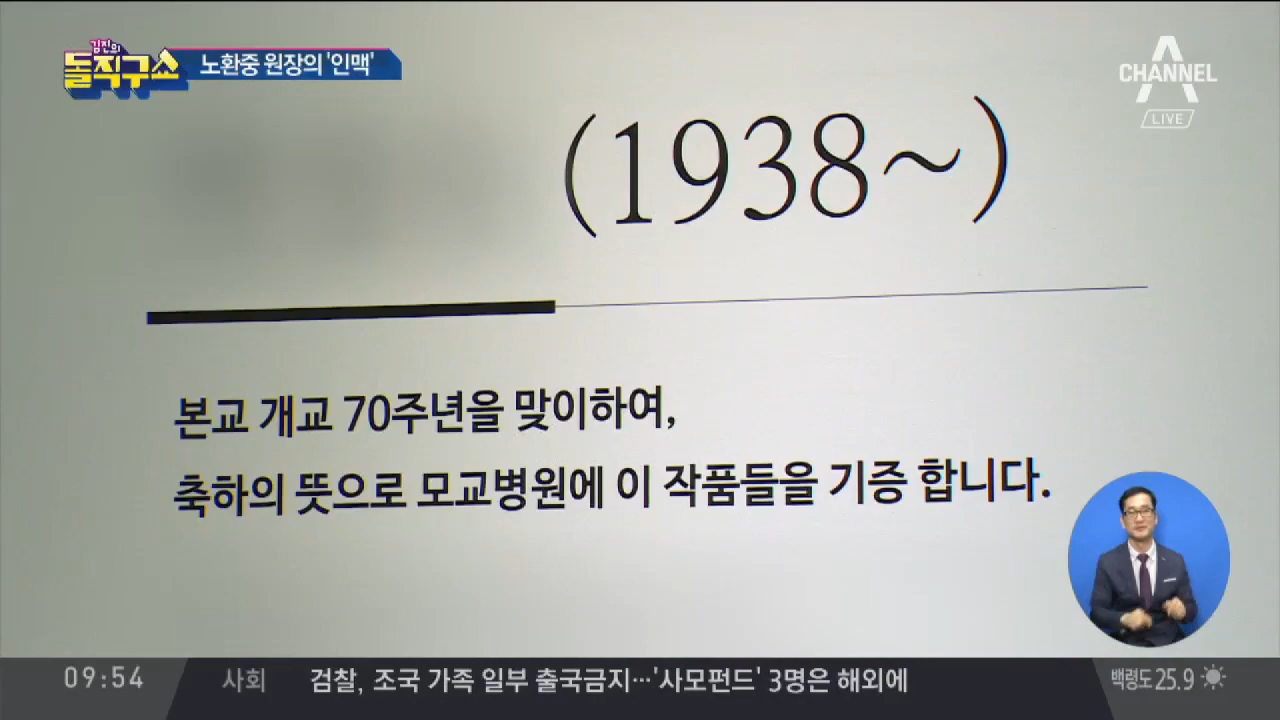 김진의
돌직구쇼
노환중 원장의 '인맥'
CHANNEL A
LIVE
(1938~)
본교 개교 70주년을 맞이하여,
축하의 뜻으로 모교병원에 이 작품들을 기증 합니다.
09:54 사회 검찰, 조국 가족 일부 출국금지…'사모펀드' 3명은 해외에 백령도 25.9